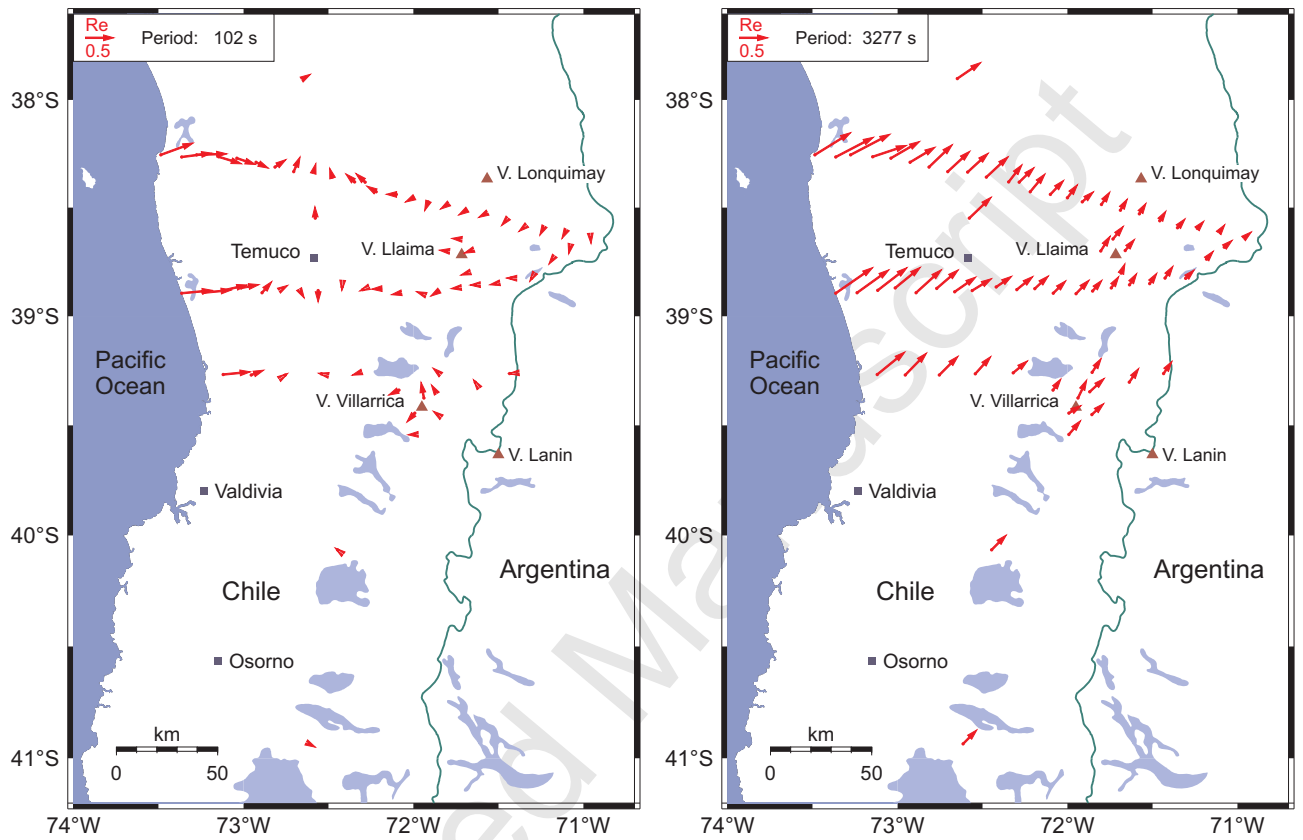 Re
0.5
Period: 102 s
38°S
39°S
40°S
41°S
V. Lonquimay
Temuco
V. Llaima
Pacific
Ocean
V. Villarrica
V. Lanin
Valdivia
Chile
Argentina
Osorno
km
0 50
74°W 73°W 72°W 71°W
Re
0.5
Period: 3277 s
38°S
39°S
40°S
41°S
V. Lonquimay
Temuco
V. Llaima
Pacific
Ocean
V. Villarrica
V. Lanin
Valdivia
Chile
Argentina
Osorno
km
0 50
74°W 73°W 72°W 71°W